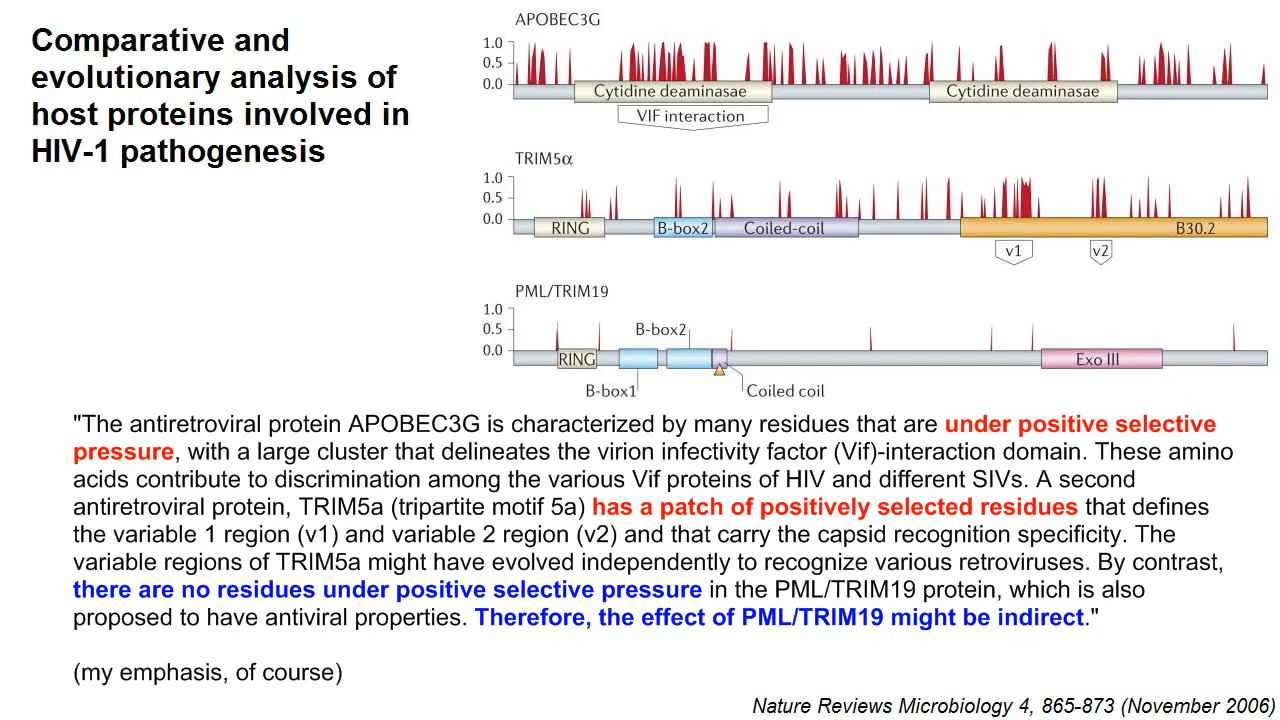 Comparative and
evolutionary analysis of
host proteins involved in
HIV-1 pathogenesis
APOBEC3G
1.0
0.5
0.0
Cytidine deaminasae
Cytidine deaminasae
VIF interaction
TRIM5α
1.0
0.5
0.0
RING
B-box2
Coiled-coil
B30.2
v1
v2
PML/TRIM19
1.0
0.5
0.0
B-box2
RING
Exo III
B-box1
Coiled coil
"The antiretroviral protein APOBEC3G is characterized by many residues that are under positive selective
pressure, with a large cluster that delineates the virion infectivity factor (Vif)-interaction domain. These amino
acids contribute to discrimination among the various Vif proteins of HIV and different SIVs. A second
antiretroviral protein, TRIM5a (tripartite motif 5a) has a patch of positively selected residues that defines
the variable 1 region (v1) and variable 2 region (v2) and that carry the capsid recognition specificity. The
variable regions of TRIM5a might have evolved independently to recognize various retroviruses. By contrast,
there are no residues under positive selective pressure in the PML/TRIM19 protein, which is also
proposed to have antiviral properties. Therefore, the effect of PML/TRIM19 might be indirect."
(my emphasis, of course)
Nature Reviews Microbiology 4, 865-873 (November 2006)